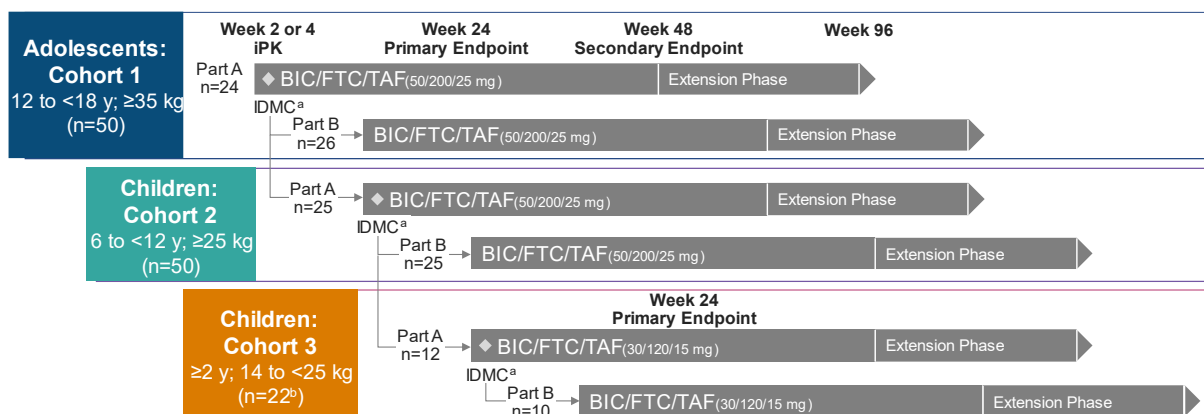 Week 2 or 4
iPK
Week 24
Primary Endpoint
Week 48
Secondary Endpoint
Week 96
Adolescents:
Cohort 1
12 to <18 y; ≥35 kg
(n=50)
Part A
n=24
BIC/FTC/TAF(50/200/25 mg)
Extension Phase
IDMCᵃ
Part B
n=26
BIC/FTC/TAF(50/200/25 mg)
Extension Phase
Children:
Cohort 2
6 to <12 y; ≥25 kg
(n=50)
Part A
n=25
BIC/FTC/TAF(50/200/25 mg)
Extension Phase
IDMCᵃ
Part B
n=25
BIC/FTC/TAF(50/200/25 mg)
Extension Phase
Children:
Cohort 3
≥2 y; 14 to <25 kg
(n=22ᵇ)
Week 24
Primary Endpoint
Part A
n=12
BIC/FTC/TAF(30/120/15 mg)
Extension Phase
IDMCᵃ
Part B
n=10
BIC/FTC/TAF(30/120/15 mg)
Extension Phase